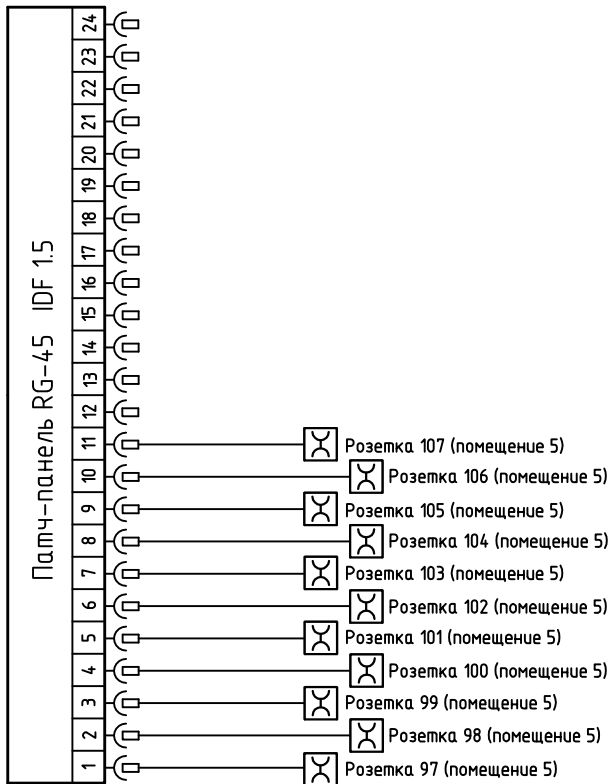 Патч-панель RG-45 IDF 1.5
24
23
22
21
20
19
18
17
16
15
14
13
12
11 Розетка 107 (помещение 5)
10 Розетка 106 (помещение 5)
9 Розетка 105 (помещение 5)
8 Розетка 104 (помещение 5)
7 Розетка 103 (помещение 5)
6 Розетка 102 (помещение 5)
5 Розетка 101 (помещение 5)
4 Розетка 100 (помещение 5)
3 Розетка 99 (помещение 5)
2 Розетка 98 (помещение 5)
1 Розетка 97 (помещение 5)